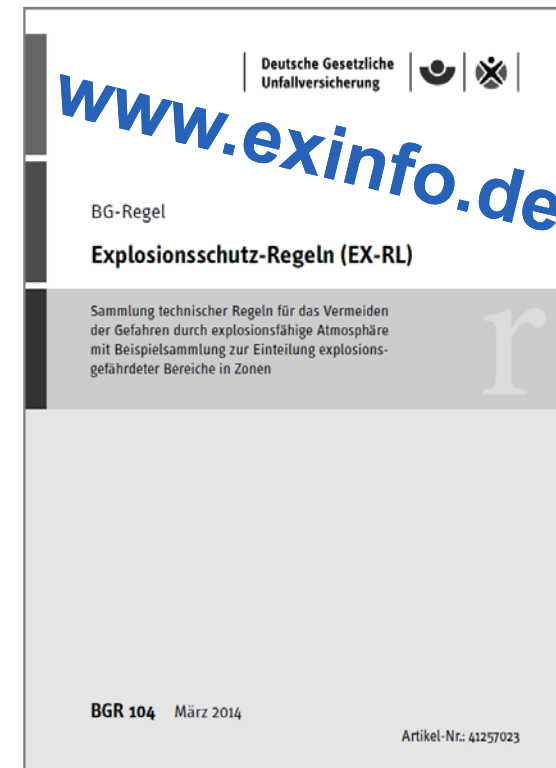 Deutsche Gesetzliche
Unfallversicherung
www.exinfo.de
BG-Regel
Explosionsschutz-Regeln (EX-RL)
Sammlung technischer Regeln für das Vermeiden
der Gefahren durch explosionsfähige Atmosphäre
mit Beispielsammlung zur Einteilung explosions-
gefährdeter Bereiche in Zonen
r
BGR 104 März 2014
Artikel-Nr.: 41257023